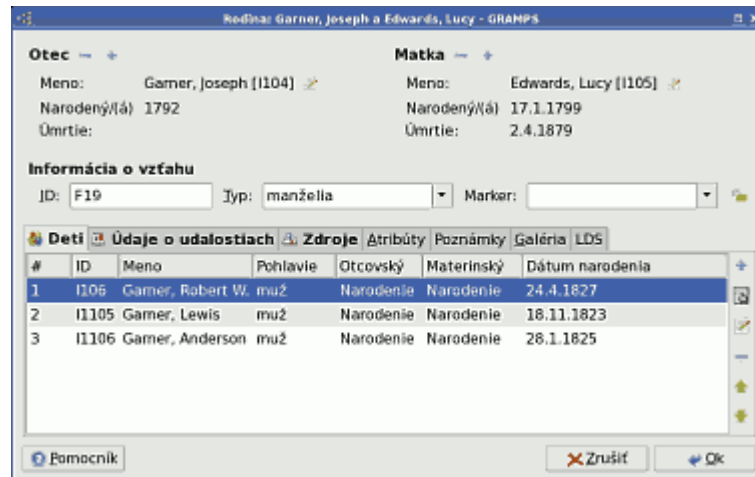 Rodina: Garner, Joseph a Edwards, Lucy - GRAMPS
Otec Matka
Meno: Garner, Joseph [I104] Meno: Edwards, Lucy [I105]
Narodený/(á) 1792 Narodený/(á) 17.1.1799
Úmrtie: Úmrtie: 2.4.1879
Informácia o vzťahu
ID: F19 Typ: manželia Marker:
Deti Údaje o udalostiach Zdroje Atribúty Poznámky Galéria LDS
# ID Meno Pohlavie Otcovský Materinský Dátum narodenia
1 I106 Garner, Robert W. muž Narodenie Narodenie 24.4.1827
2 I1105 Garner, Lewis muž Narodenie Narodenie 18.11.1823
3 I1106 Garner, Anderson muž Narodenie Narodenie 28.1.1825
Pomocník Zrušiť Ok